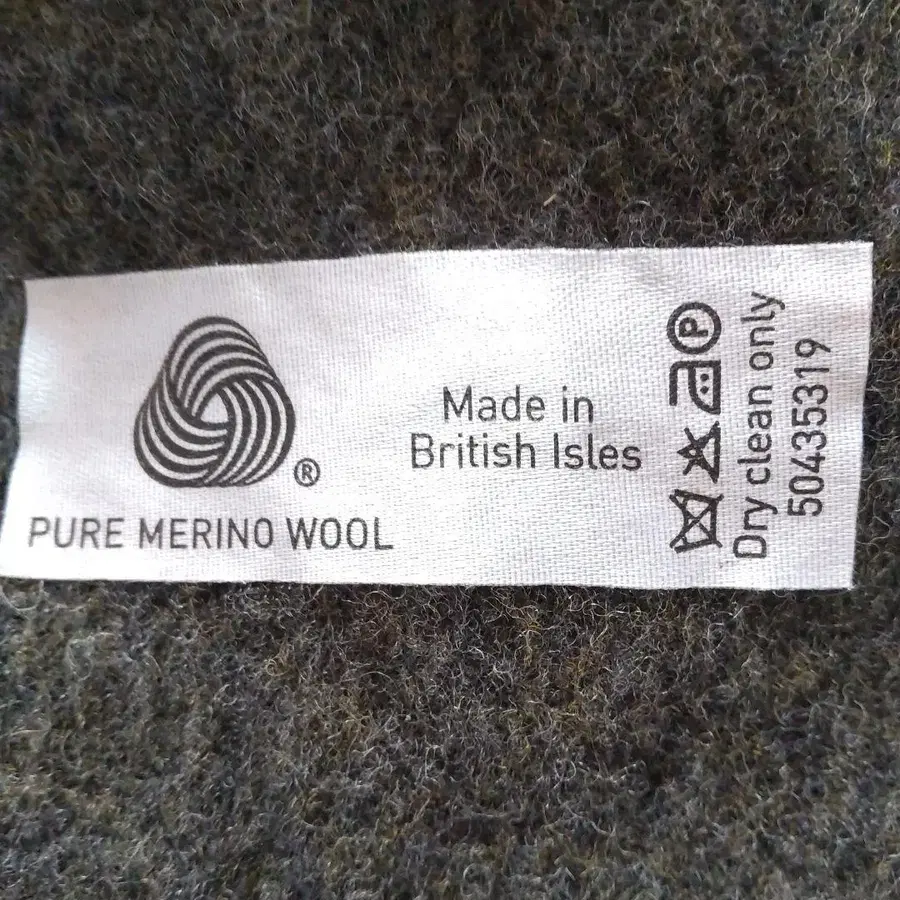 PURE MERINO WOOL
Made in
British Isles
P
Dry clean only
50435319
®